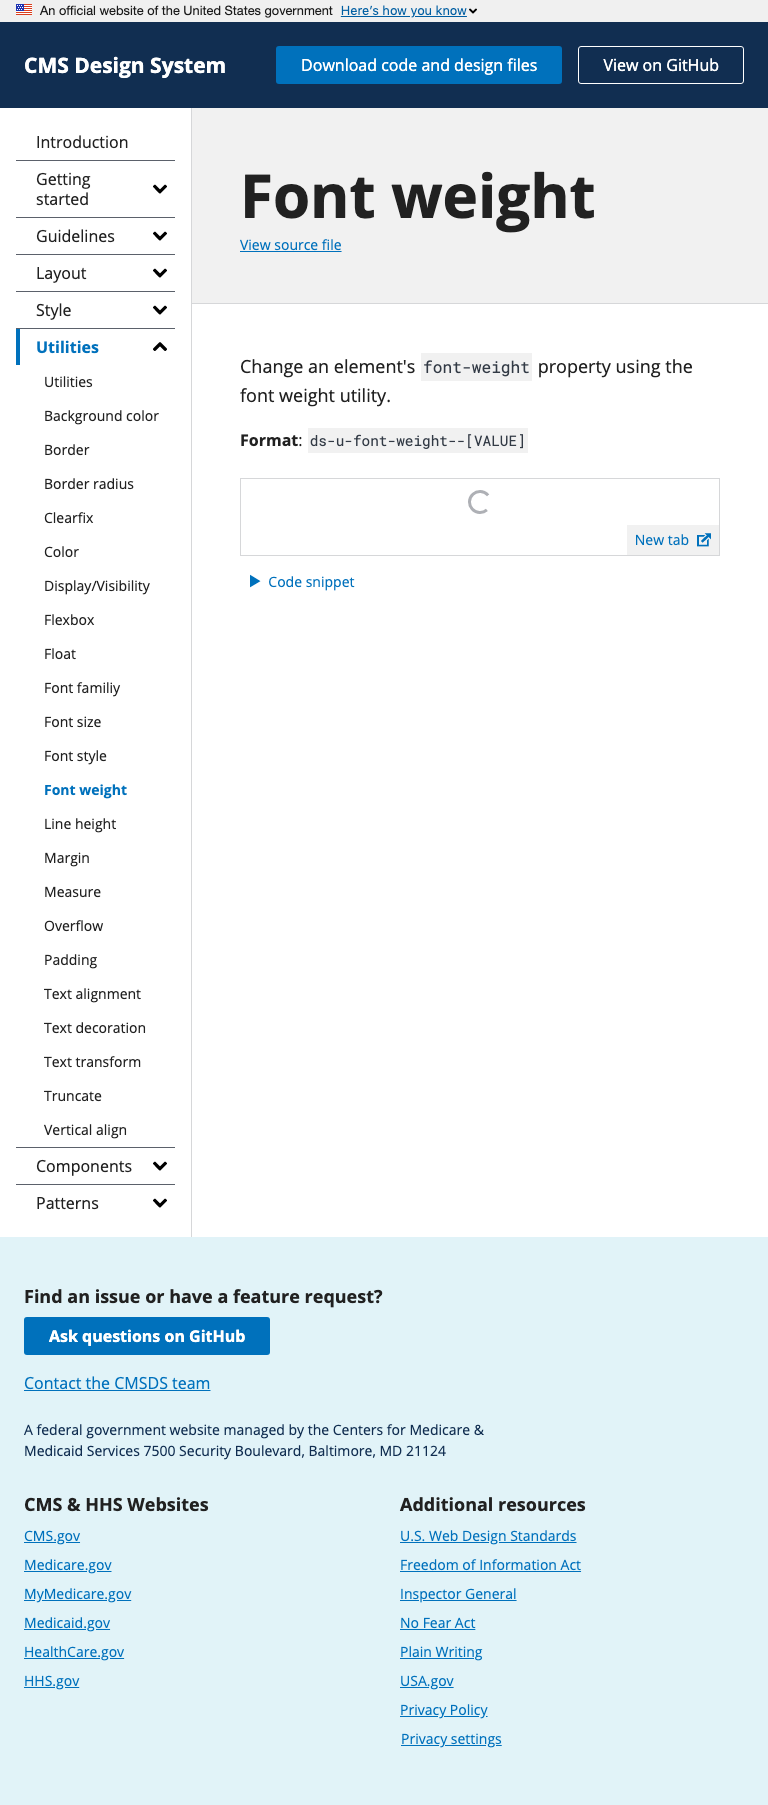 An official website of the United States government Here's how you know
CMS Design System
Download code and design files
View on GitHub
Introduction
Getting
started
Guidelines
Layout
Style
Utilities
Utilities
Background color
Border
Border radius
Clearfix
Color
Display/Visibility
Flexbox
Float
Font familiy
Font size
Font style
Font weight
Line height
Margin
Measure
Overflow
Padding
Text alignment
Text decoration
Text transform
Truncate
Vertical align
Components
Patterns
Font weight
View source file
Change an element's font-weight property using the
font weight utility.
Format: ds-u-font-weight--[VALUE]
New tab
Code snippet
Find an issue or have a feature request?
Ask questions on GitHub
Contact the CMSDS team
A federal government website managed by the Centers for Medicare &
Medicaid Services 7500 Security Boulevard, Baltimore, MD 21124
CMS & HHS Websites
CMS.gov
Medicare.gov
MyMedicare.gov
Medicaid.gov
HealthCare.gov
HHS.gov
Additional resources
U.S. Web Design Standards
Freedom of Information Act
Inspector General
No Fear Act
Plain Writing
USA.gov
Privacy Policy
Privacy settings